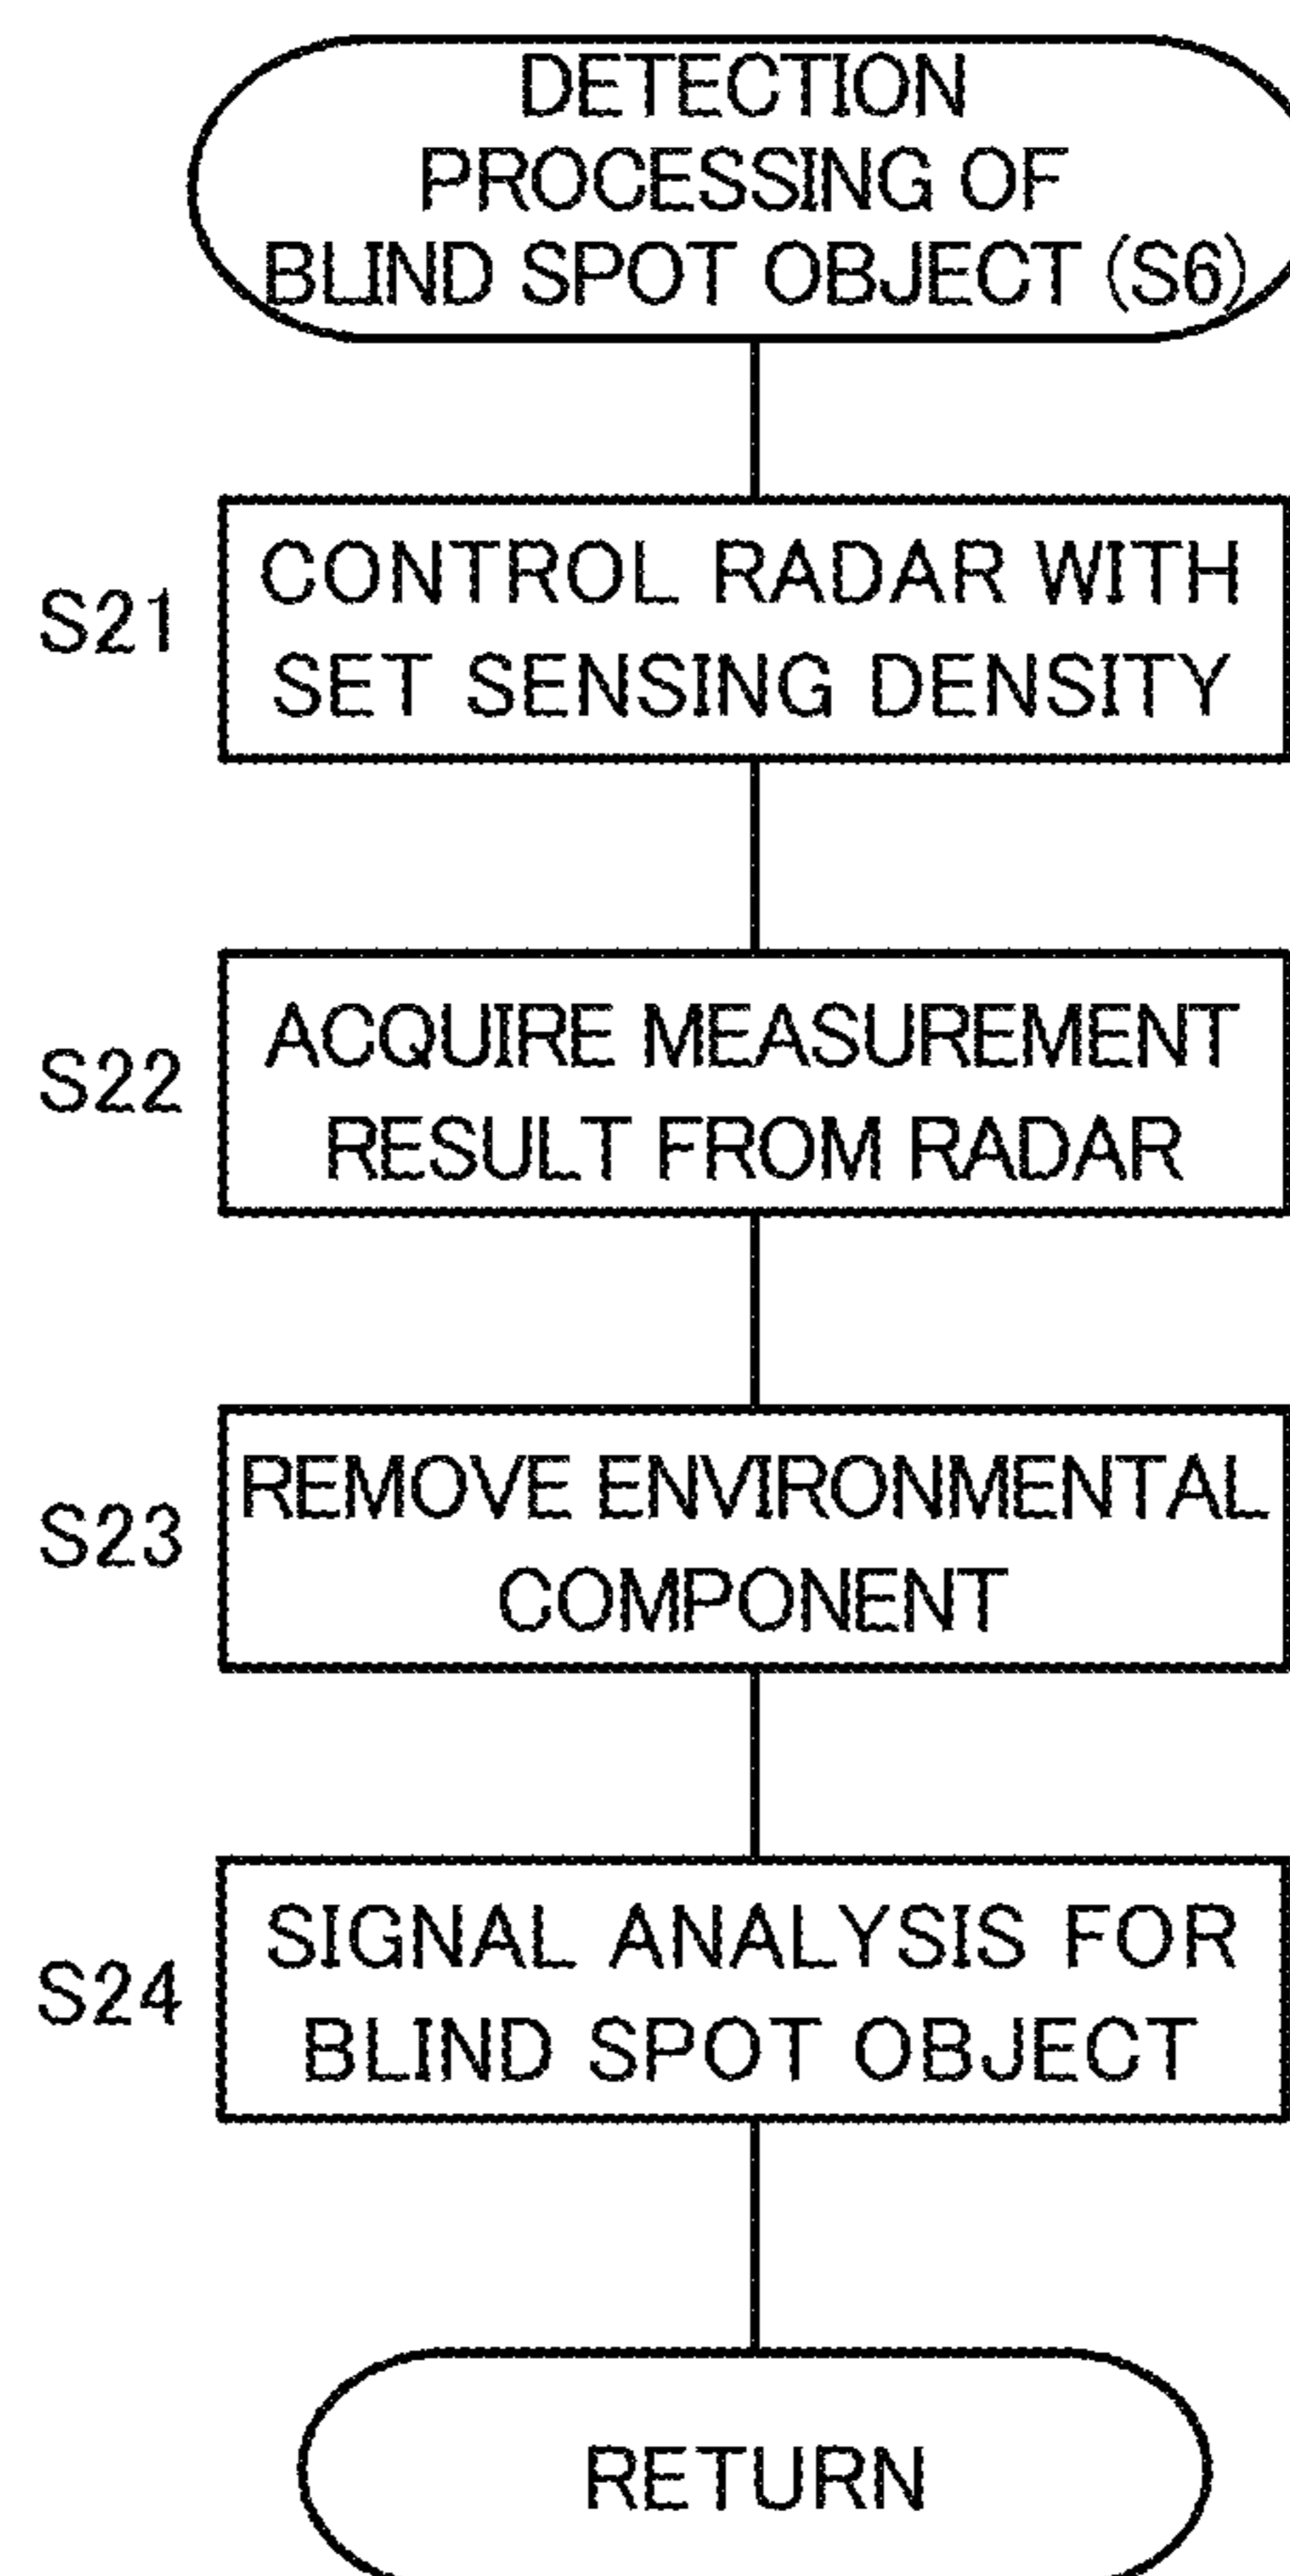 DETECTION
PROCESSING OF
BLIND SPOT OBJECT (S6)
S21
CONTROL RADAR WITH
SET SENSING DENSITY
S22
ACQUIRE MEASUREMENT
RESULT FROM RADAR
S23
REMOVE ENVIRONMENTAL
COMPONENT
S24
SIGNAL ANALYSIS FOR
BLIND SPOT OBJECT
RETURN